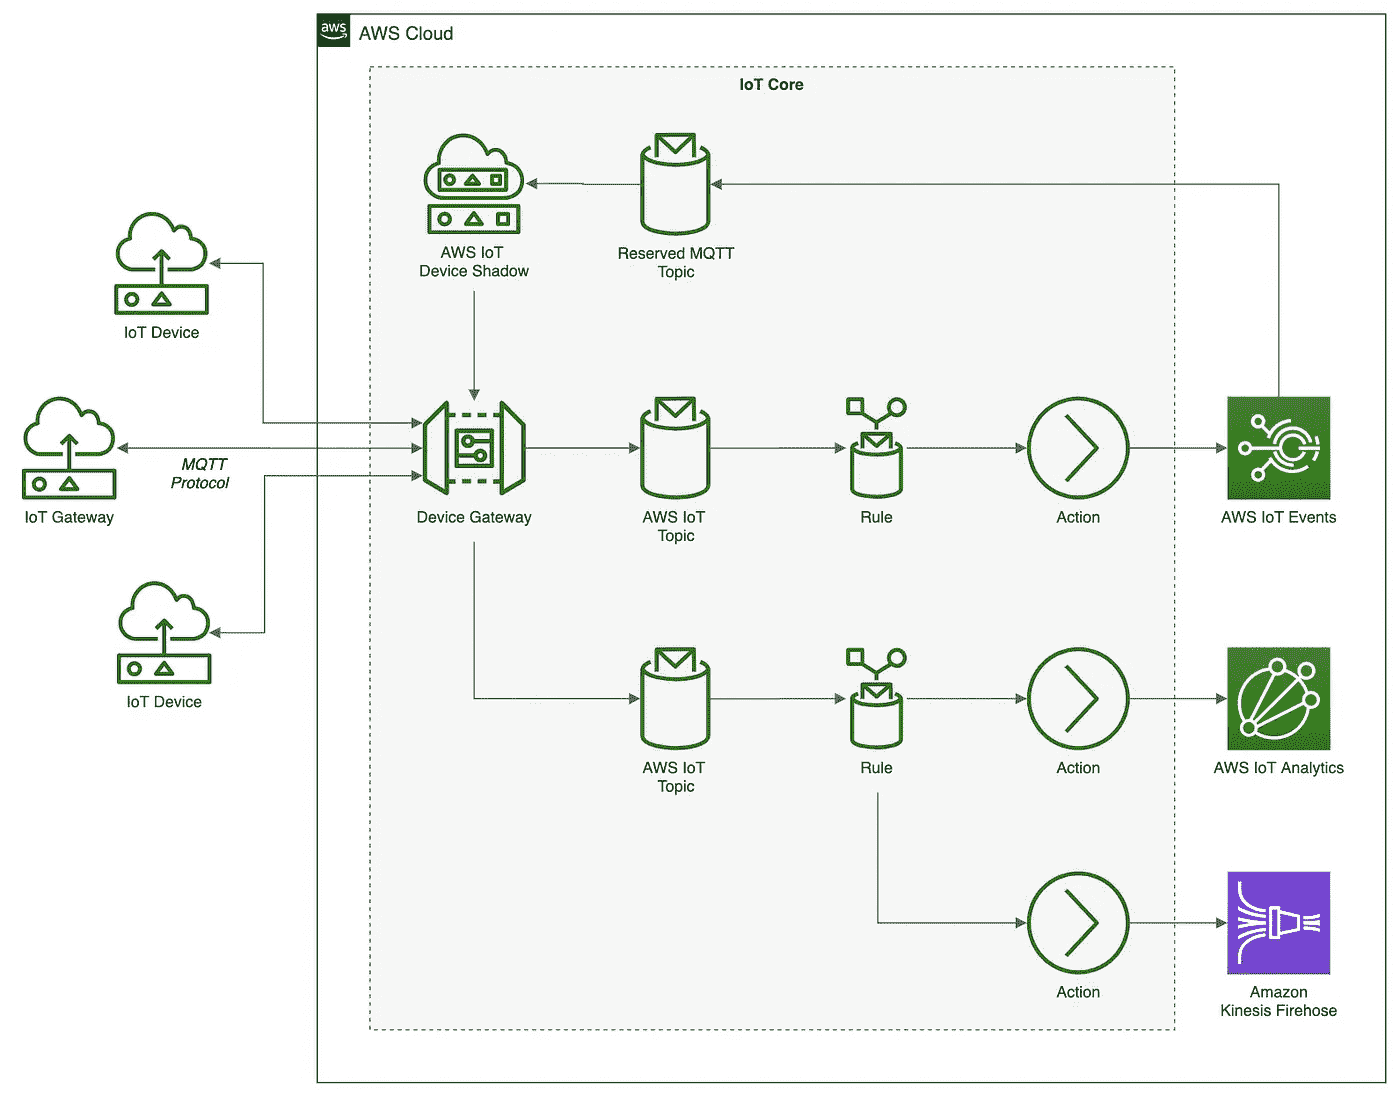 aws
AWS Cloud
IoT Core
AWS IoT
Device Shadow
Reserved MQTT
Topic
IoT Device
MQTT
Protocol
IoT Gateway
Device Gateway
AWS IoT
Topic
Rule
Action
AWS IoT Events
IoT Device
AWS IoT
Topic
Rule
Action
AWS IoT Analytics
Action
Amazon
Kinesis Firehose